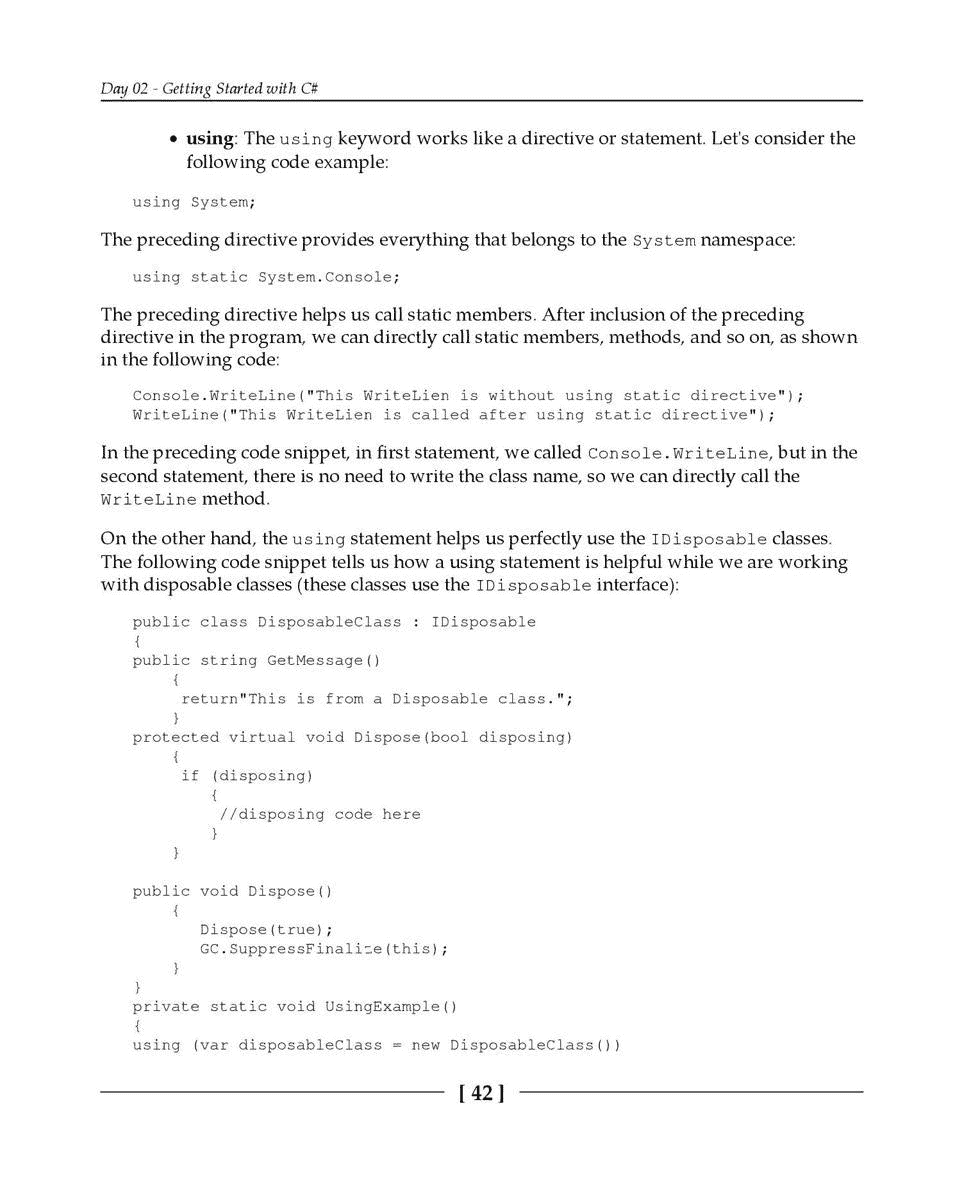 Day 02 - Getting Started with C#
• using: The using keyword works like a directive or statement. Let's consider the
following code example:
using System;
The preceding directive provides everything that belongs to the System namespace:
using static System.Console;
The preceding directive helps us call static members. After inclusion of the preceding
directive in the program, we can directly call static members, methods, and so on, as shown
in the following code:
Console.WriteLine("This WriteLien is without using static directive");
WriteLine("This WriteLien is called after using static directive");
In the preceding code snippet, in first statement, we called Console.WriteLine, but in the
second statement, there is no need to write the class name, so we can directly call the
WriteLine method.
On the other hand, the using statement helps us perfectly use the IDisposable classes.
The following code snippet tells us how a using statement is helpful while we are working
with disposable classes (these classes use the IDisposable interface):
public class DisposableClass : IDisposable
{
public string GetMessage()
{
return"This is from a Disposable class.";
}
protected virtual void Dispose(bool disposing)
{
if (disposing)
{
//disposing code here
}
}
public void Dispose()
{
Dispose(true);
GC.SuppressFinalize(this);
}
}
private static void UsingExample()
{
using (var disposableClass = new DisposableClass())
[ 42 ]